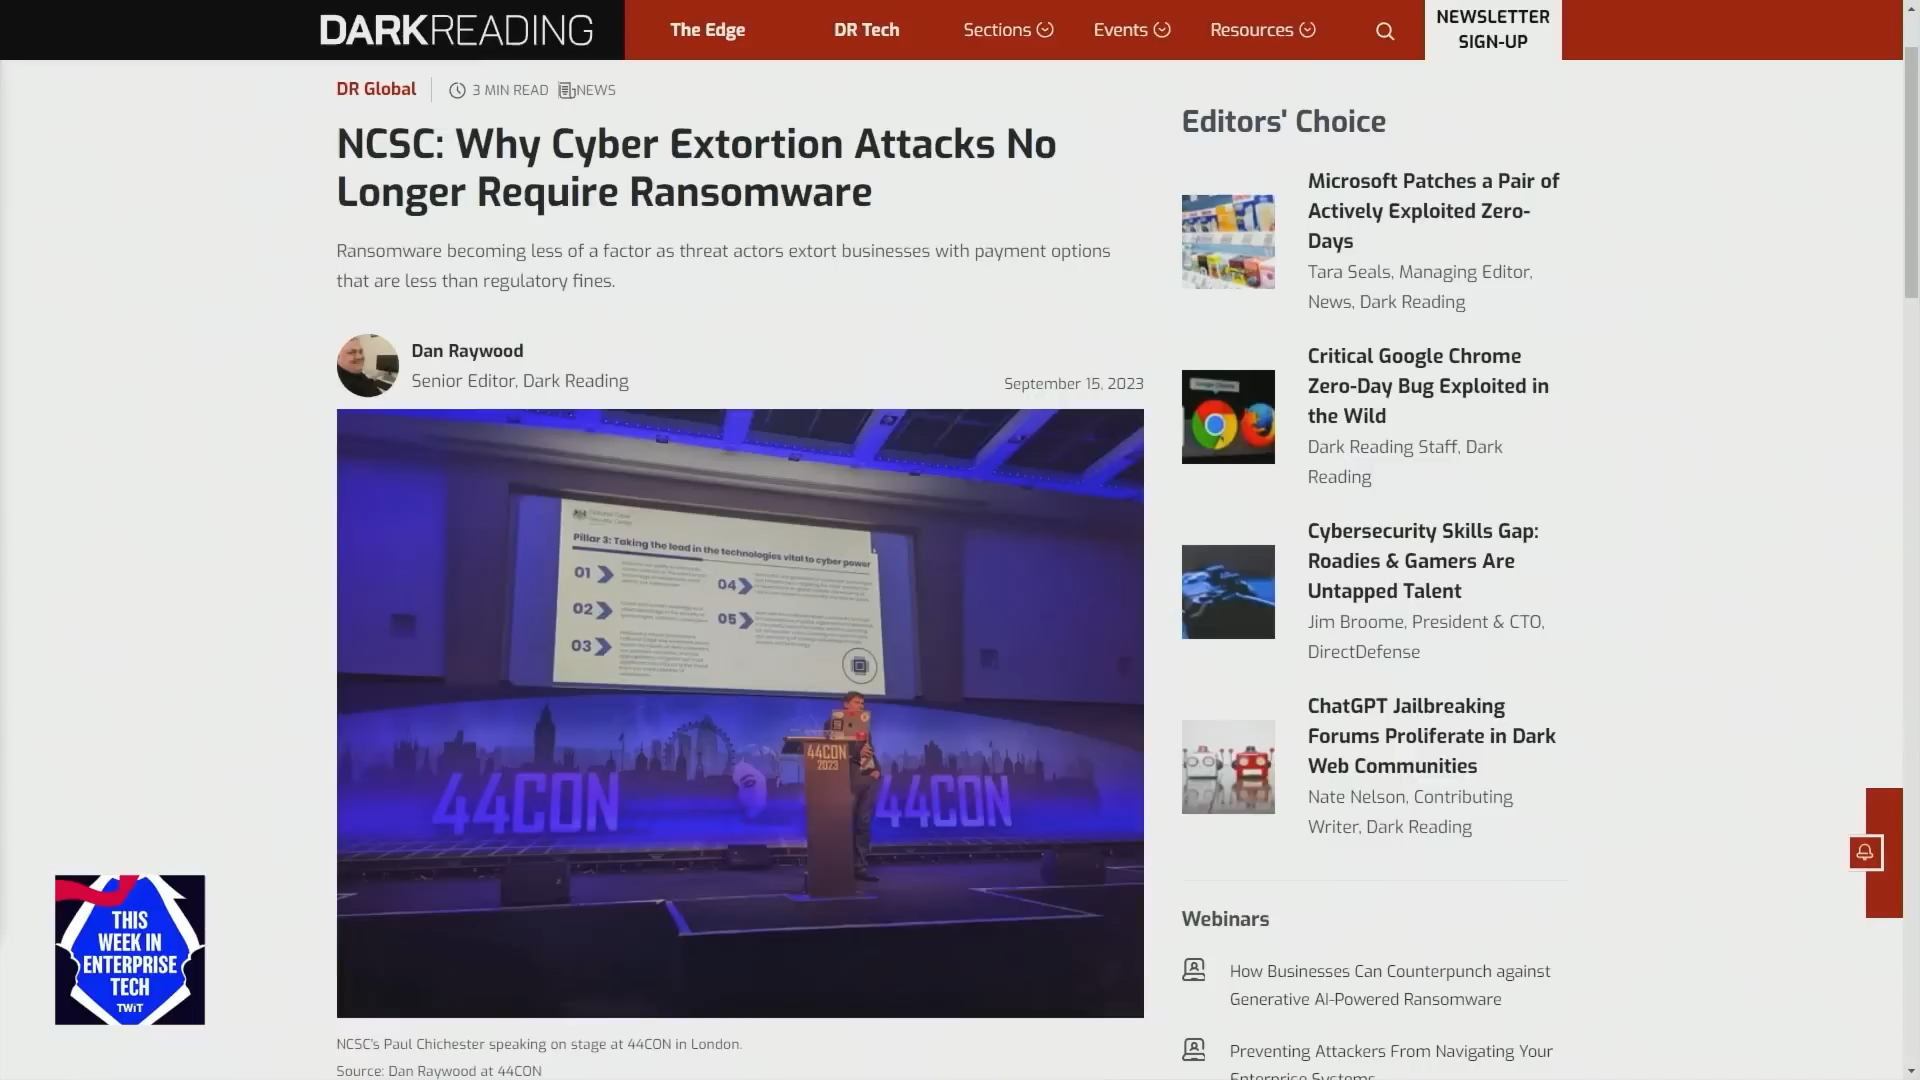 DARKREADING
The Edge
DR Tech
Sections
Events
Resources
NEWSLETTER
SIGN-UP
DR Global
3 MIN READ
NEWS
NCSC: Why Cyber Extortion Attacks No
Longer Require Ransomware
Ransomware becoming less of a factor as threat actors extort businesses with payment options
that are less than regulatory fines.
Dan Raywood
Senior Editor, Dark Reading
September 15, 2023
Pillar 3: Taking the lead in the technologies vital to cyber power
01
02
03
04
05
44CON
2023
44CON
44CON
NCSC's Paul Chichester speaking on stage at 44CON in London.
Source: Dan Raywood at 44CON
Editors' Choice
Microsoft Patches a Pair of
Actively Exploited Zero-
Days
Tara Seals, Managing Editor,
News, Dark Reading
Critical Google Chrome
Zero-Day Bug Exploited in
the Wild
Dark Reading Staff, Dark
Reading
Cybersecurity Skills Gap:
Roadies & Gamers Are
Untapped Talent
Jim Broome, President & CTO,
DirectDefense
ChatGPT Jailbreaking
Forums Proliferate in Dark
Web Communities
Nate Nelson, Contributing
Writer, Dark Reading
Webinars
How Businesses Can Counterpunch against
Generative AI-Powered Ransomware
Preventing Attackers From Navigating Your
Enterprise Systems
THIS
WEEK IN
ENTERPRISE
TECH
TWiT